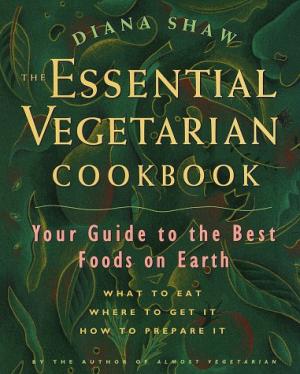 DIANA SHAW
THE
ESSENTIAL
VEGETARIAN
COOKBOOK
Your Guide to the Best
Foods on Earth
WHAT TO EAT
WHERE TO GET IT
HOW TO PREPARE IT
BY THE AUTHOR OF ALMOST VEGETARIAN